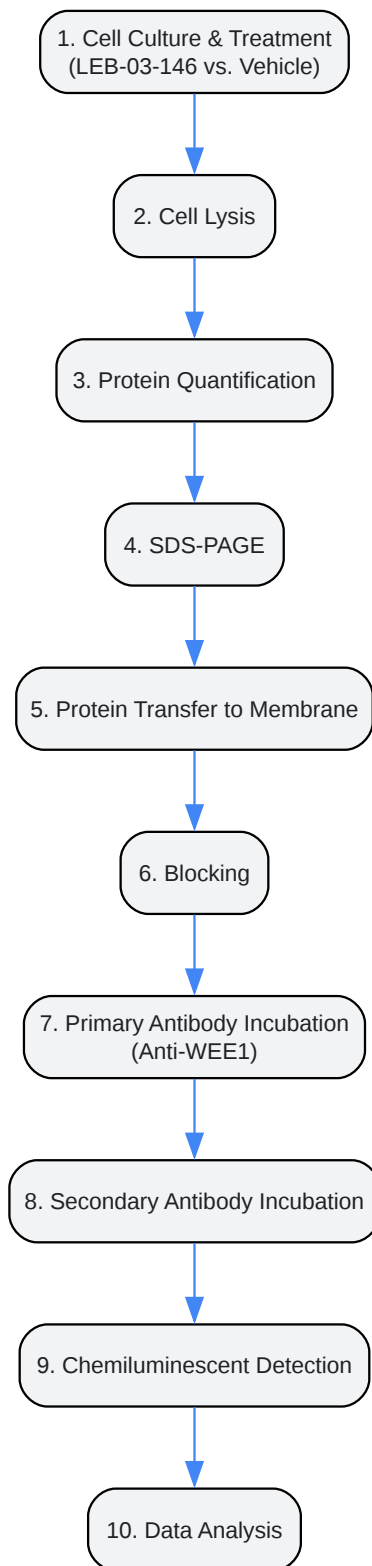 1. Cell Culture & Treatment
(LEB-03-146 vs. Vehicle)
2. Cell Lysis
3. Protein Quantification
4. SDS-PAGE
5. Protein Transfer to Membrane
6. Blocking
7. Primary Antibody Incubation
(Anti-WEE1)
8. Secondary Antibody Incubation
9. Chemiluminescent Detection
10. Data Analysis